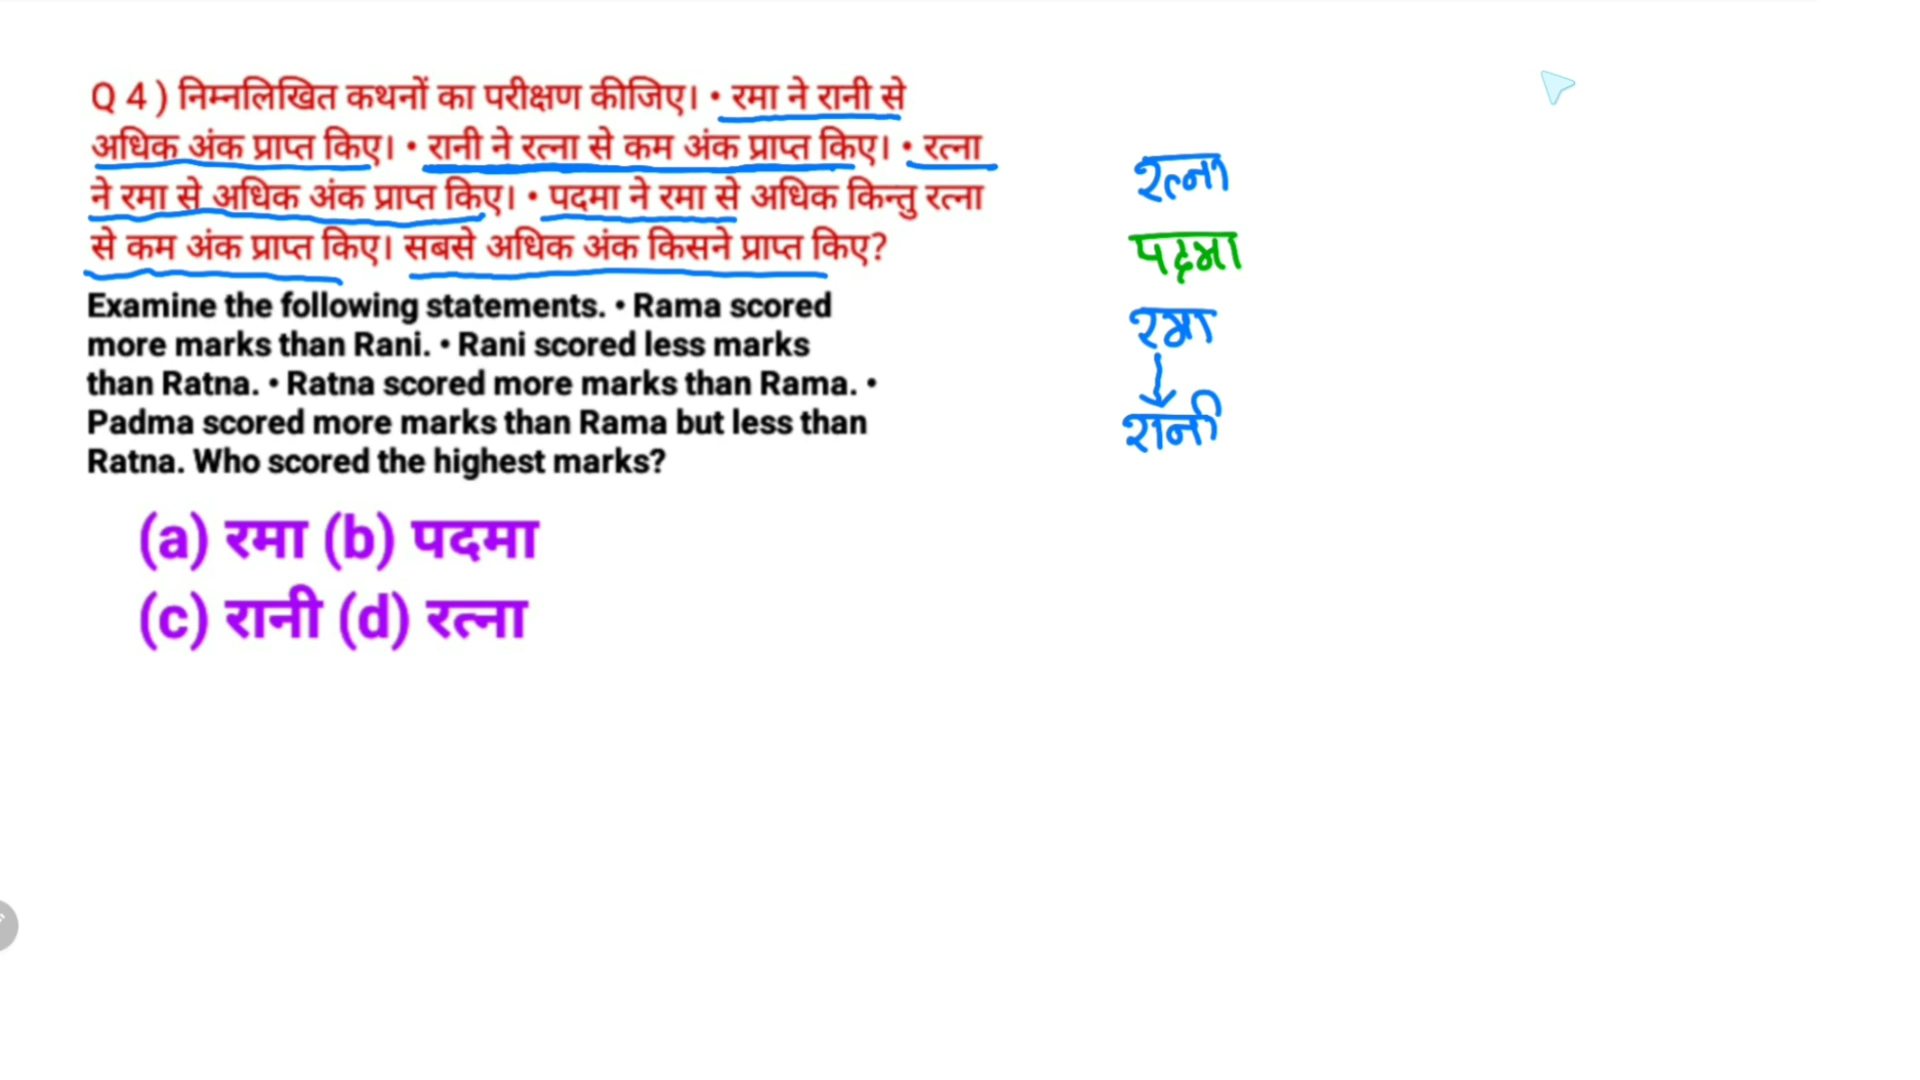 Q 4 ) निम्नलिखित कथनों का परीक्षण कीजिए। • रमा ने रानी से
अधिक अंक प्राप्त किए। • रानी ने रत्ना से कम अंक प्राप्त किए। • रत्ना
ने रमा से अधिक अंक प्राप्त किए। • पदमा ने रमा से अधिक किन्तु रत्ना
से कम अंक प्राप्त किए। सबसे अधिक अंक किसने प्राप्त किए?
Examine the following statements. • Rama scored
more marks than Rani. • Rani scored less marks
than Ratna. • Ratna scored more marks than Rama. •
Padma scored more marks than Rama but less than
Ratna. Who scored the highest marks?
(a) रमा (b) पदमा
(c) रानी (d) रत्ना
रत्ना
पदमा
रमा
रानी